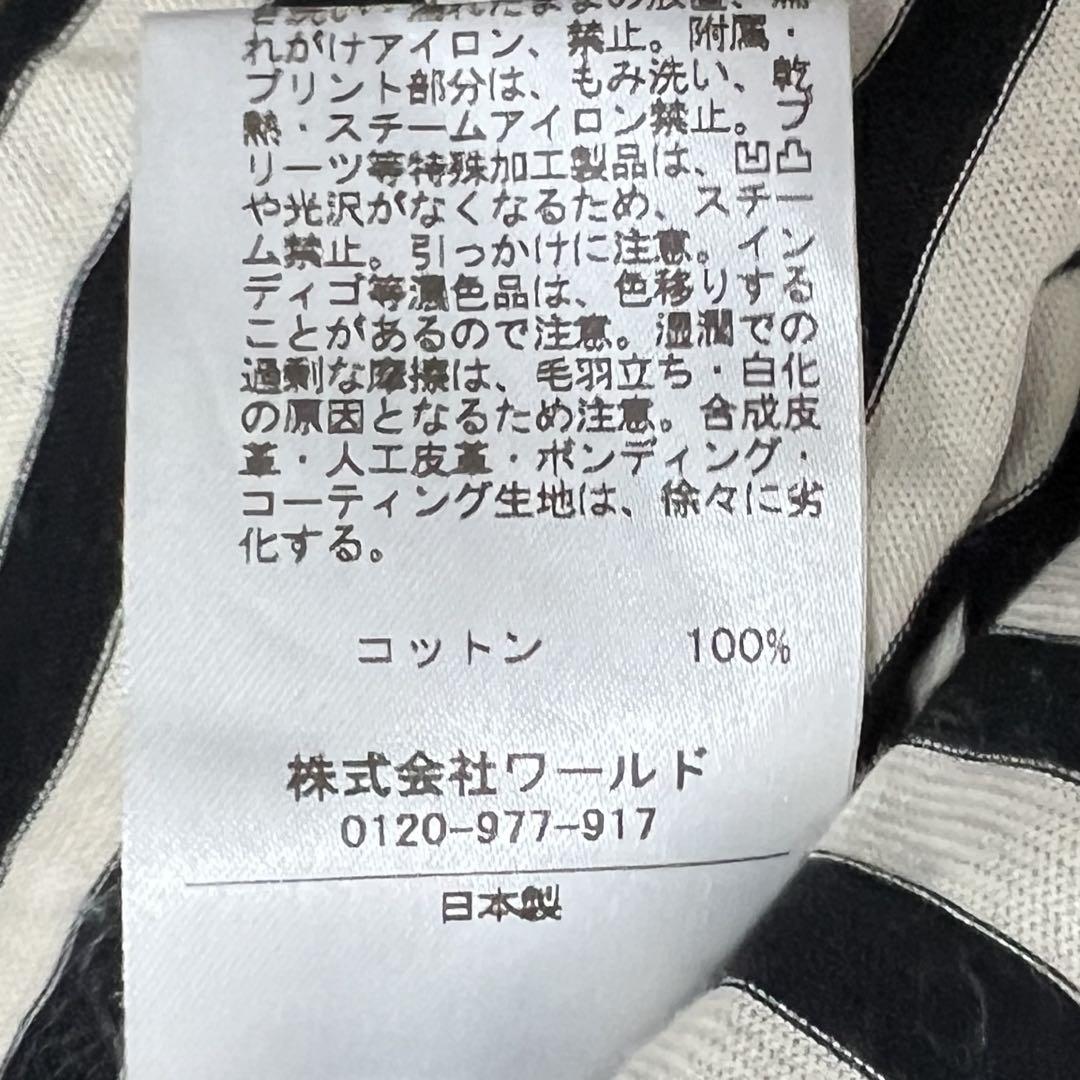 れがけアイロン、禁止。附属・
プリント部分は、もみ洗い、乾
熱・スチームアイロン禁止。プ
リーツ等特殊加工製品は、凹凸
や光沢がなくなるため、スチー
ム禁止。引っかけに注意。イン
ディゴ等濃色品は、色移りする
ことがあるので注意。湿潤での
過剰な摩擦は、毛羽立ち・白化
の原因となるため注意。合成皮
革・人工皮革・ボンディング・
コーティング生地は、徐々に劣
化する。
コットン 100%
株式会社ワールド
0120-977-917
日本製